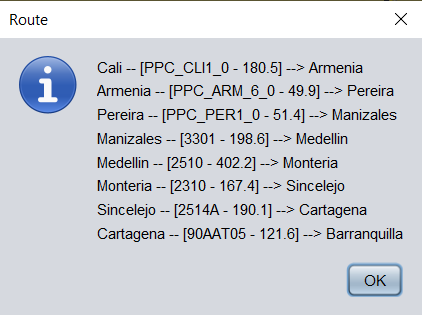 Route
Cali -- [PPC_CLI1_0 - 180.5] --> Armenia
Armenia -- [PPC_ARM_6_0 - 49.9] --> Pereira
Pereira -- [PPC_PER1_0 - 51.4] --> Manizales
Manizales -- [3301 - 198.6] --> Medellin
Medellin -- [2510 - 402.2] --> Monteria
Monteria -- [2310 - 167.4] --> Sincelejo
Sincelejo -- [2514A - 190.1] --> Cartagena
Cartagena -- [90AAT05 - 121.6] --> Barranquilla
OK